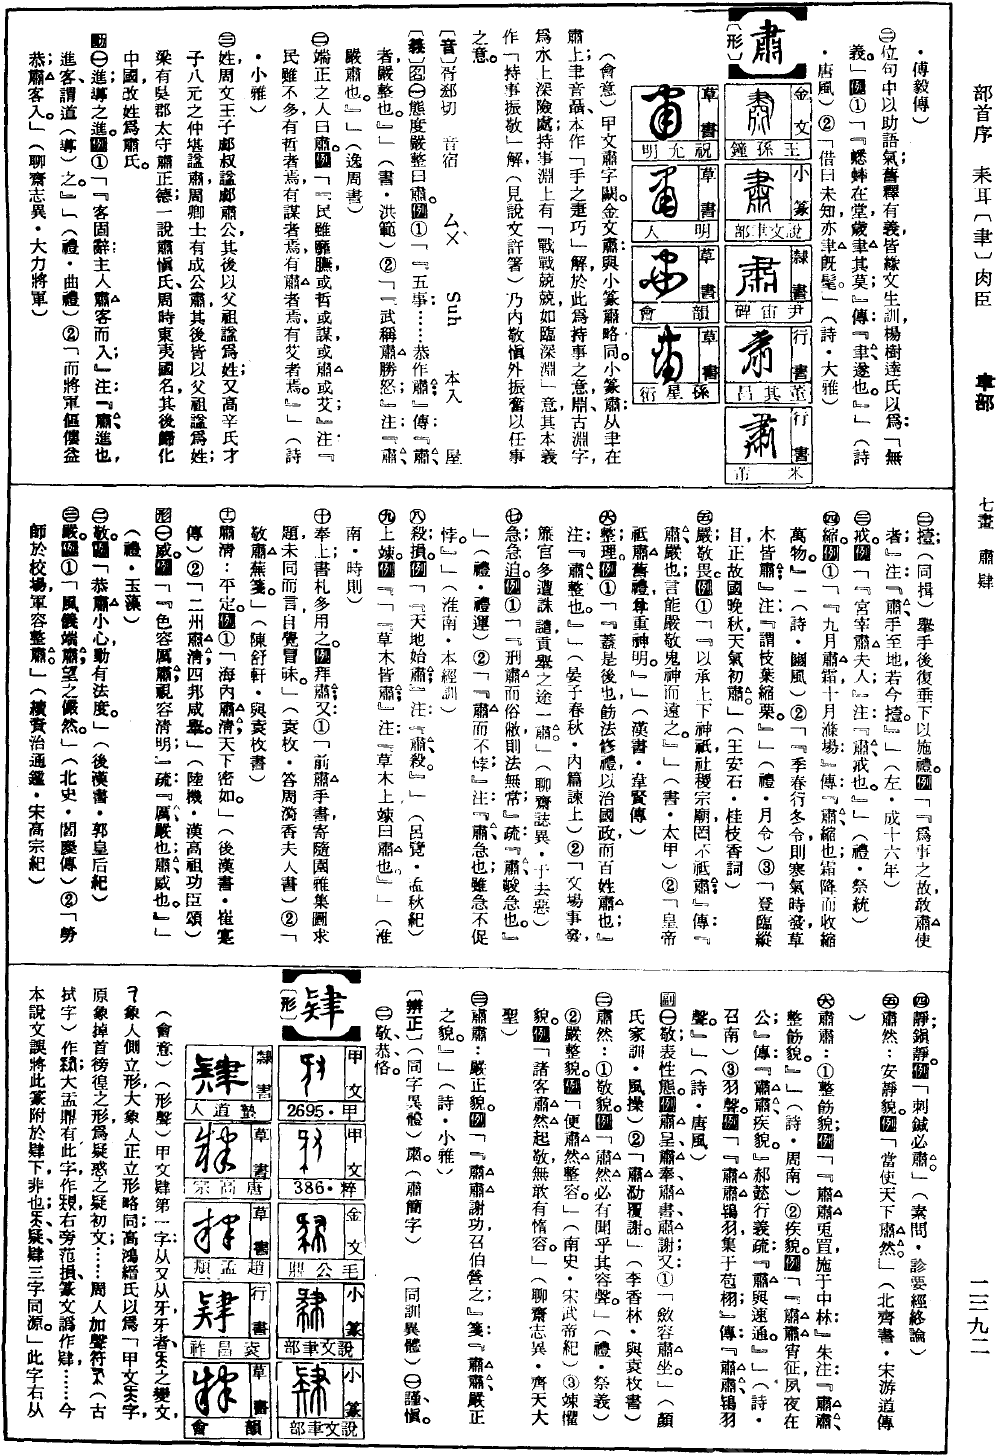 部首序　耒耳〔聿〕肉臣　聿部　七畫　肅肆　一三九二
・傅毅傳）
㊂位句中以助語氣舊釋有義，皆緣文生訓，楊樹達氏以爲：「無
義。」例①「『蟋蟀在堂，歲聿其莫。』傳『聿，遂也。』」（詩
・唐風）②「借曰未知，亦聿既髦。」（詩・大雅）
肅
〔形〕
金文　王孫鐘
小篆　說文聿部
隸書　尹宙碑
行書　董其昌
行書　米芾
草書　祝允明
草書　明人
草書　韻會
草書　孫星衍
（會意）甲文肅字闕，金文肅：與小篆肅略同。小篆肅从聿在
𣶒上，聿音聶，本作「手之疌巧」解，於此爲持事之意，𣶒古淵字，
爲水上深險處；持事淵上有「戰戰兢兢，如臨深淵」意，其本義
作「持事振敬」解（見說文許箸）乃内敬愼外振奮以任事
之意。
〔音〕胥郄切　音宿　ㄙㄨ　Suh　本入　屋
〔義〕名㊀態度嚴整曰肅例①「『五事……恭作肅；』傳『肅，
嚴肅也。』」（逸周書）
㊁端正之人曰肅。例「『民雖靡膴，或哲或謀，或肅或艾；』注『
民雖不多，有哲者焉，有謀者焉，有肅者焉，有艾者焉。』」（詩
・小雅）
㊂姓，周文王子郕叔諡郕肅公，其後以父祖諡爲姓；又高辛氏才
子八元之仲堪諡肅；周卿士有成公肅，其後皆以父祖諡爲姓；
梁有吳郡太守肅正德。一說肅愼氏，周時東夷國名，其後歸化
中國，改姓爲肅氏。
動㊀進；導之進。例①「『客固辭，主人肅客而入；』注：『肅，進也，
進客，謂道（導）之。』」（禮・曲禮）②「而將軍傴僂益
恭，肅客入。」（聊齋志異・大力將軍）
㊁擡（同揖）舉手後復垂下以施禮。例「『爲事之故，敢肅使
者。』注：『肅，手至地，若今擡。』」（左・成十六年）
㊂戒。例「『宮宰肅夫人；』注：『肅，戒也。』」（禮・祭統）
㊃縮。例①「『九月肅霜，十月滌場；』傳『肅，縮也，霜降而收縮
萬物。』」（詩・豳風）②「『季春行冬令，則寒氣時發，草
木皆肅；』注：『謂枝葉縮栗。』」（禮・月令）③「登臨縱
目，正故國晚秋，天氣初肅。」（王安石・桂枝香詞）
㊄嚴敬畏。例①「『以承上下神祇，社稷宗廟，罔不祗肅；』傳『
肅，嚴也，言能嚴敬鬼神而遠之。』」（書・太甲）②「皇帝
祗肅舊禮，尊重神明。」（漢書・韋賢傳）
㊅整理。例①「『蓋是後也，飭法修禮以治國政，而百姓肅也；』
注：『肅，整也。』」（晏子春秋・内篇諫上）②「文場事發，
簾官多遭誅譴，貢舉之途一肅。」（聊齋誌異・于去惡）
㊆急；急迫。例①「『刑肅而俗敝，則法無常。』疏『肅，峻急也。』
」（禮・禮運）②「『肅而不悖；』注『肅，急也，雖急不促
悖。』」（淮南・本經訓）
㊇殺損。例「『天地始肅；』注『肅，殺。』」（呂覽・孟秋紀）
㊈上竦。例「『草木皆肅；』注：『草木上竦曰肅也。』」（淮
南・時則）
㊉奉上書札多用之。例拜肅又①「前肅手書，寄隨園雅集圖求
題，未同而言，自覺冒昧。」（袁枚・答周漪香夫人書）②「
敬肅蕪箋。」（陳舒軒・與袁枚書）
肅清：平定。例①「海内肅清，天下密如。」（後漢書・崔寔
傳）②「二州肅清，四邦咸舉。」（陸機・漢高祖功臣頌）
形㊀威。例「『色容厲肅，視容清明；』疏『厲，嚴也；肅，威也。』」
（禮・玉藻）
㊁敬。例「恭肅小心，動有法度。」（後漢書・郭皇后紀）
㊂嚴。例①「風儀端肅，望之儼然。」（北史・閻慶傳）②「勞
師於校場，軍容整肅。」（續資治通鑑・宋高宗紀）
㊃靜；鎭靜。例「刺鍼必肅。」（素問・診要經終論）
㊄肅然：安靜貌。例「當使天下肅然。」（北齊書・宋游道傳
）
㊅肅肅：①整飭貌例「『肅肅兎罝，施于中林。』朱注：『肅肅，
整飭貌。』」（詩・周南）②疾貌。例「『肅肅宵征，夙夜在
公。』傳『肅肅，疾貌。』郝懿行義疏：『肅與速通。』」（詩・
召南）③羽聲。例「『肅肅鴇羽，集于苞栩。』傳『肅肅，鴇羽
聲。』」（詩・唐風）
副㊀敬，表性態。例肅呈肅奉肅書肅謝；又①「斂容肅坐。」（顏
氏家訓・風操）②「肅泐覆謝。」（李香林・與袁枚書）
㊁肅然：①敬貌。例「肅然必有聞乎其容聲。」（禮・祭義）
②嚴整貌。例「便肅然整容。」（南史・宋武帝紀）③竦懼
貌。例「諸客肅然起敬，無敢有惰容。」（聊齋志異・齊天大
聖）
㊂肅肅：嚴正貌。例「『肅肅謝功，召伯營之。』箋：『肅肅，嚴正
之貌。』」（詩・小雅）
〔辨正〕（同字異體）粛。（肅簡字）　（同訓異體）㊀謹，愼。
㊁敬，恭，恪。
肆
〔形〕
甲文　甲・2695
甲文　粹・386
金文　毛公鼎
小篆　說文聿部
小篆　說文聿部
隸書
草書　唐高宗
草書　趙孟頫
行書　袁昌祚
草書　韻會
（會意）（形聲）甲文肆第一字从又从牙，
象人側立形，大象人正立形，略同。高鴻縉氏以爲：「甲文
原象掉首徬徨之形，爲疑惑之疑初文……周人加聲符（古
拭字）作，大盂鼎有此字作，右旁范損，篆文譌作肆……今
本說文誤將此篆附於肆下，非也；疑肆三字同源。」此字右从